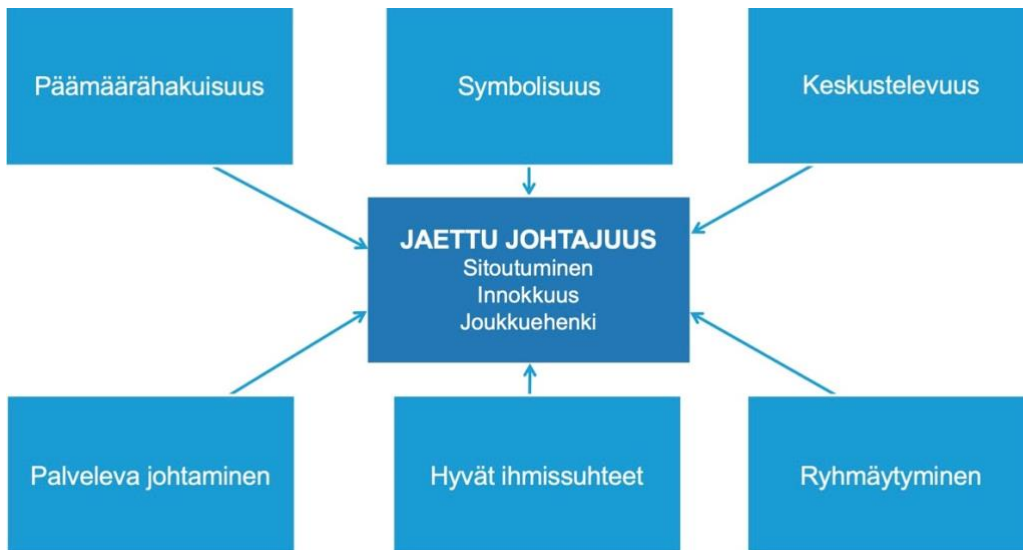 Päämäärähakuisuus
Symbolisuus
Keskustelevuus
JAETTU JOHTAJUUS
Sitoutuminen
Innokkuus
Joukkuehenki
Palveleva johtaminen
Hyvät ihmissuhteet
Ryhmäytyminen